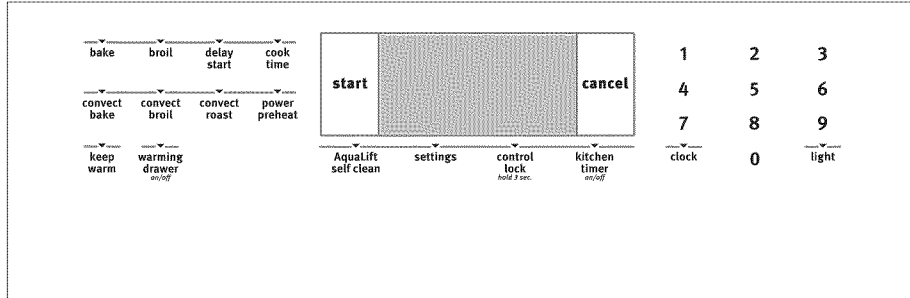 bake broil delay start cook time
convect bake convect broil convect roast power preheat
keep warm warming drawer on/off
start cancel
AquaLift self clean settings control lock hold 3 sec. kitchen timer on/off
1 2 3
4 5 6
7 8 9
clock 0 light